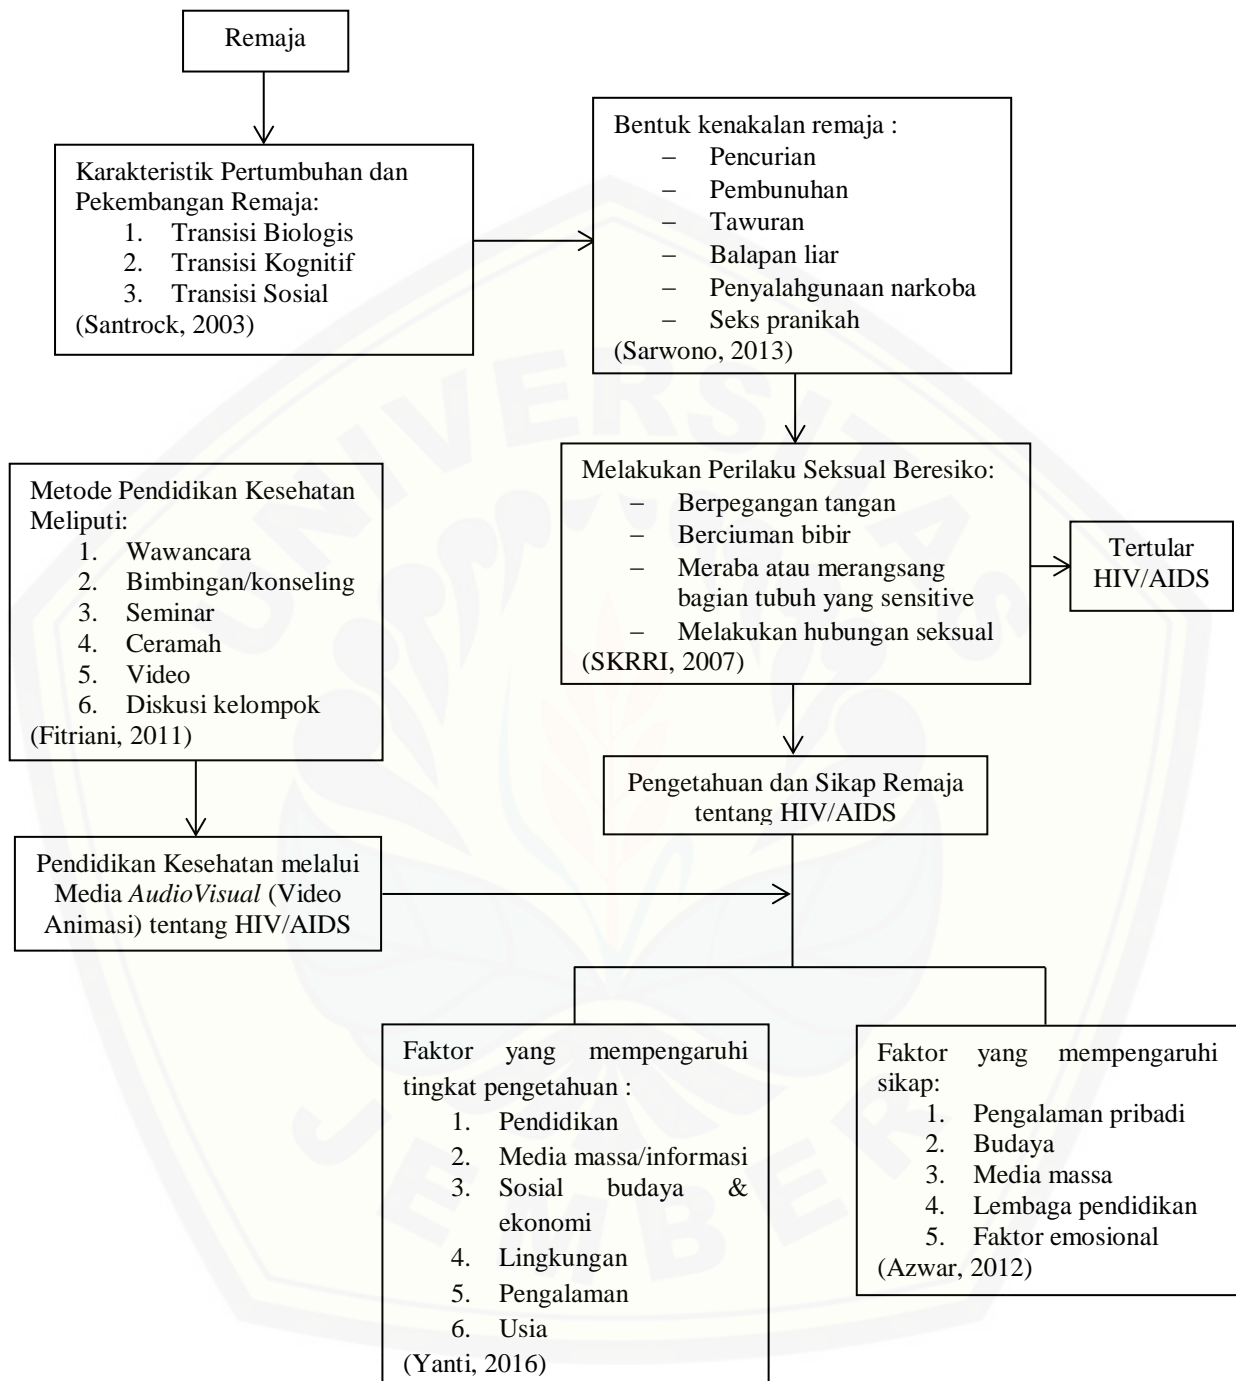 Remaja
Karakteristik Pertumbuhan dan
Pekembangan Remaja:
1. Transisi Biologis
2. Transisi Kognitif
3. Transisi Sosial
(Santrock, 2003)
Bentuk kenakalan remaja :
– Pencurian
– Pembunuhan
– Tawuran
– Balapan liar
– Penyalahgunaan narkoba
– Seks pranikah
(Sarwono, 2013)
Melakukan Perilaku Seksual Beresiko:
– Berpegangan tangan
– Berciuman bibir
– Meraba atau merangsang
bagian tubuh yang sensitive
– Melakukan hubungan seksual
(SKRRI, 2007)
Tertular
HIV/AIDS
Metode Pendidikan Kesehatan
Meliputi:
1. Wawancara
2. Bimbingan/konseling
3. Seminar
4. Ceramah
5. Video
6. Diskusi kelompok
(Fitriani, 2011)
Pengetahuan dan Sikap Remaja
tentang HIV/AIDS
Pendidikan Kesehatan melalui
Media AudioVisual (Video
Animasi) tentang HIV/AIDS
Faktor yang mempengaruhi
tingkat pengetahuan :
1. Pendidikan
2. Media massa/informasi
3. Sosial budaya &
ekonomi
4. Lingkungan
5. Pengalaman
6. Usia
(Yanti, 2016)
Faktor yang mempengaruhi
sikap:
1. Pengalaman pribadi
2. Budaya
3. Media massa
4. Lembaga pendidikan
5. Faktor emosional
(Azwar, 2012)
UNIVERSITAS
JEMBER